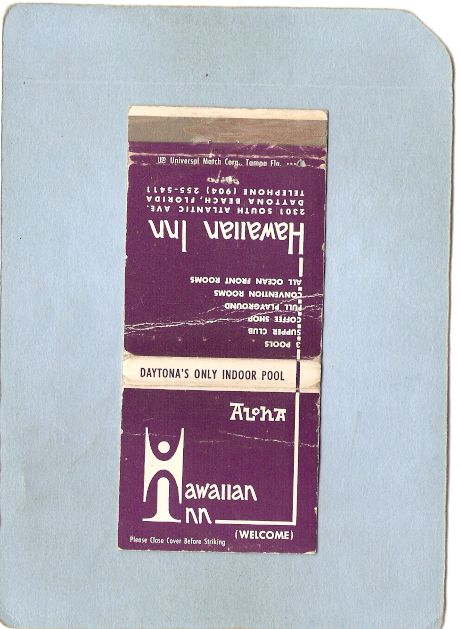 UM Universal Match Corp., Tampa Fla.
3 POOLS
SUPPER CLUB
COFFEE SHOP
FULL PLAYGROUND
CONVENTION ROOMS
ALL OCEAN FRONT ROOMS
Hawaiian Inn
2301 SOUTH ATLANTIC AVE.
DAYTONA BEACH, FLORIDA
TELEPHONE (904) 255-5411
DAYTONA'S ONLY INDOOR POOL
Aloha
Hawaiian
Inn
(WELCOME)
Please Close Cover Before Striking